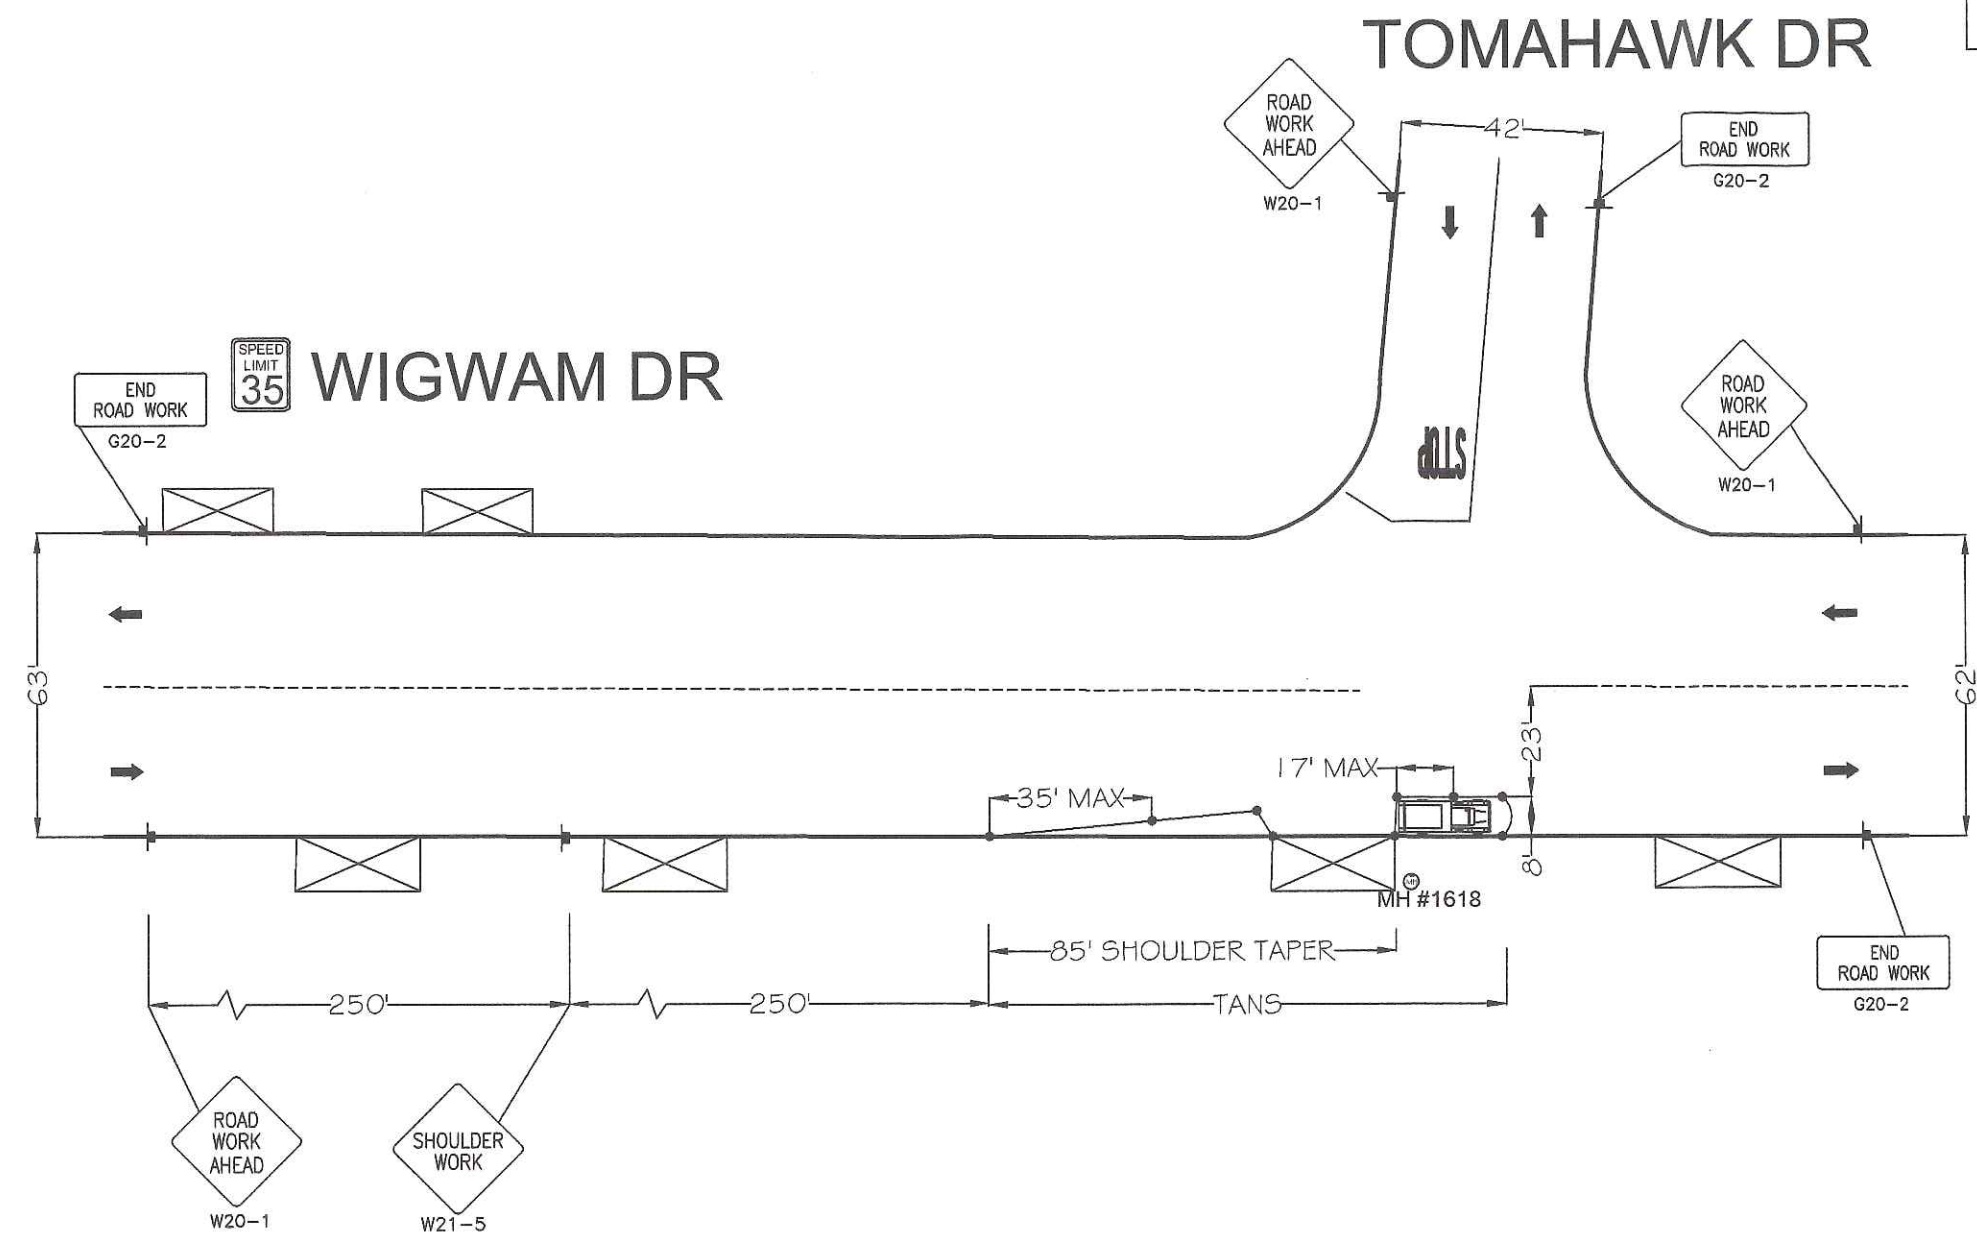 TOMAHAWK DR
ROAD
WORK
AHEAD
W20-1
42'
END
ROAD WORK
G20-2
SPEED
LIMIT
35
WIGWAM DR
END
ROAD WORK
G20-2
STOP
ROAD
WORK
AHEAD
W20-1
63'
62'
23'
17' MAX
35' MAX
8'
MH
MH #1618
85' SHOULDER TAPER
250'
250'
TANS
END
ROAD WORK
G20-2
ROAD
WORK
AHEAD
W20-1
SHOULDER
WORK
W21-5